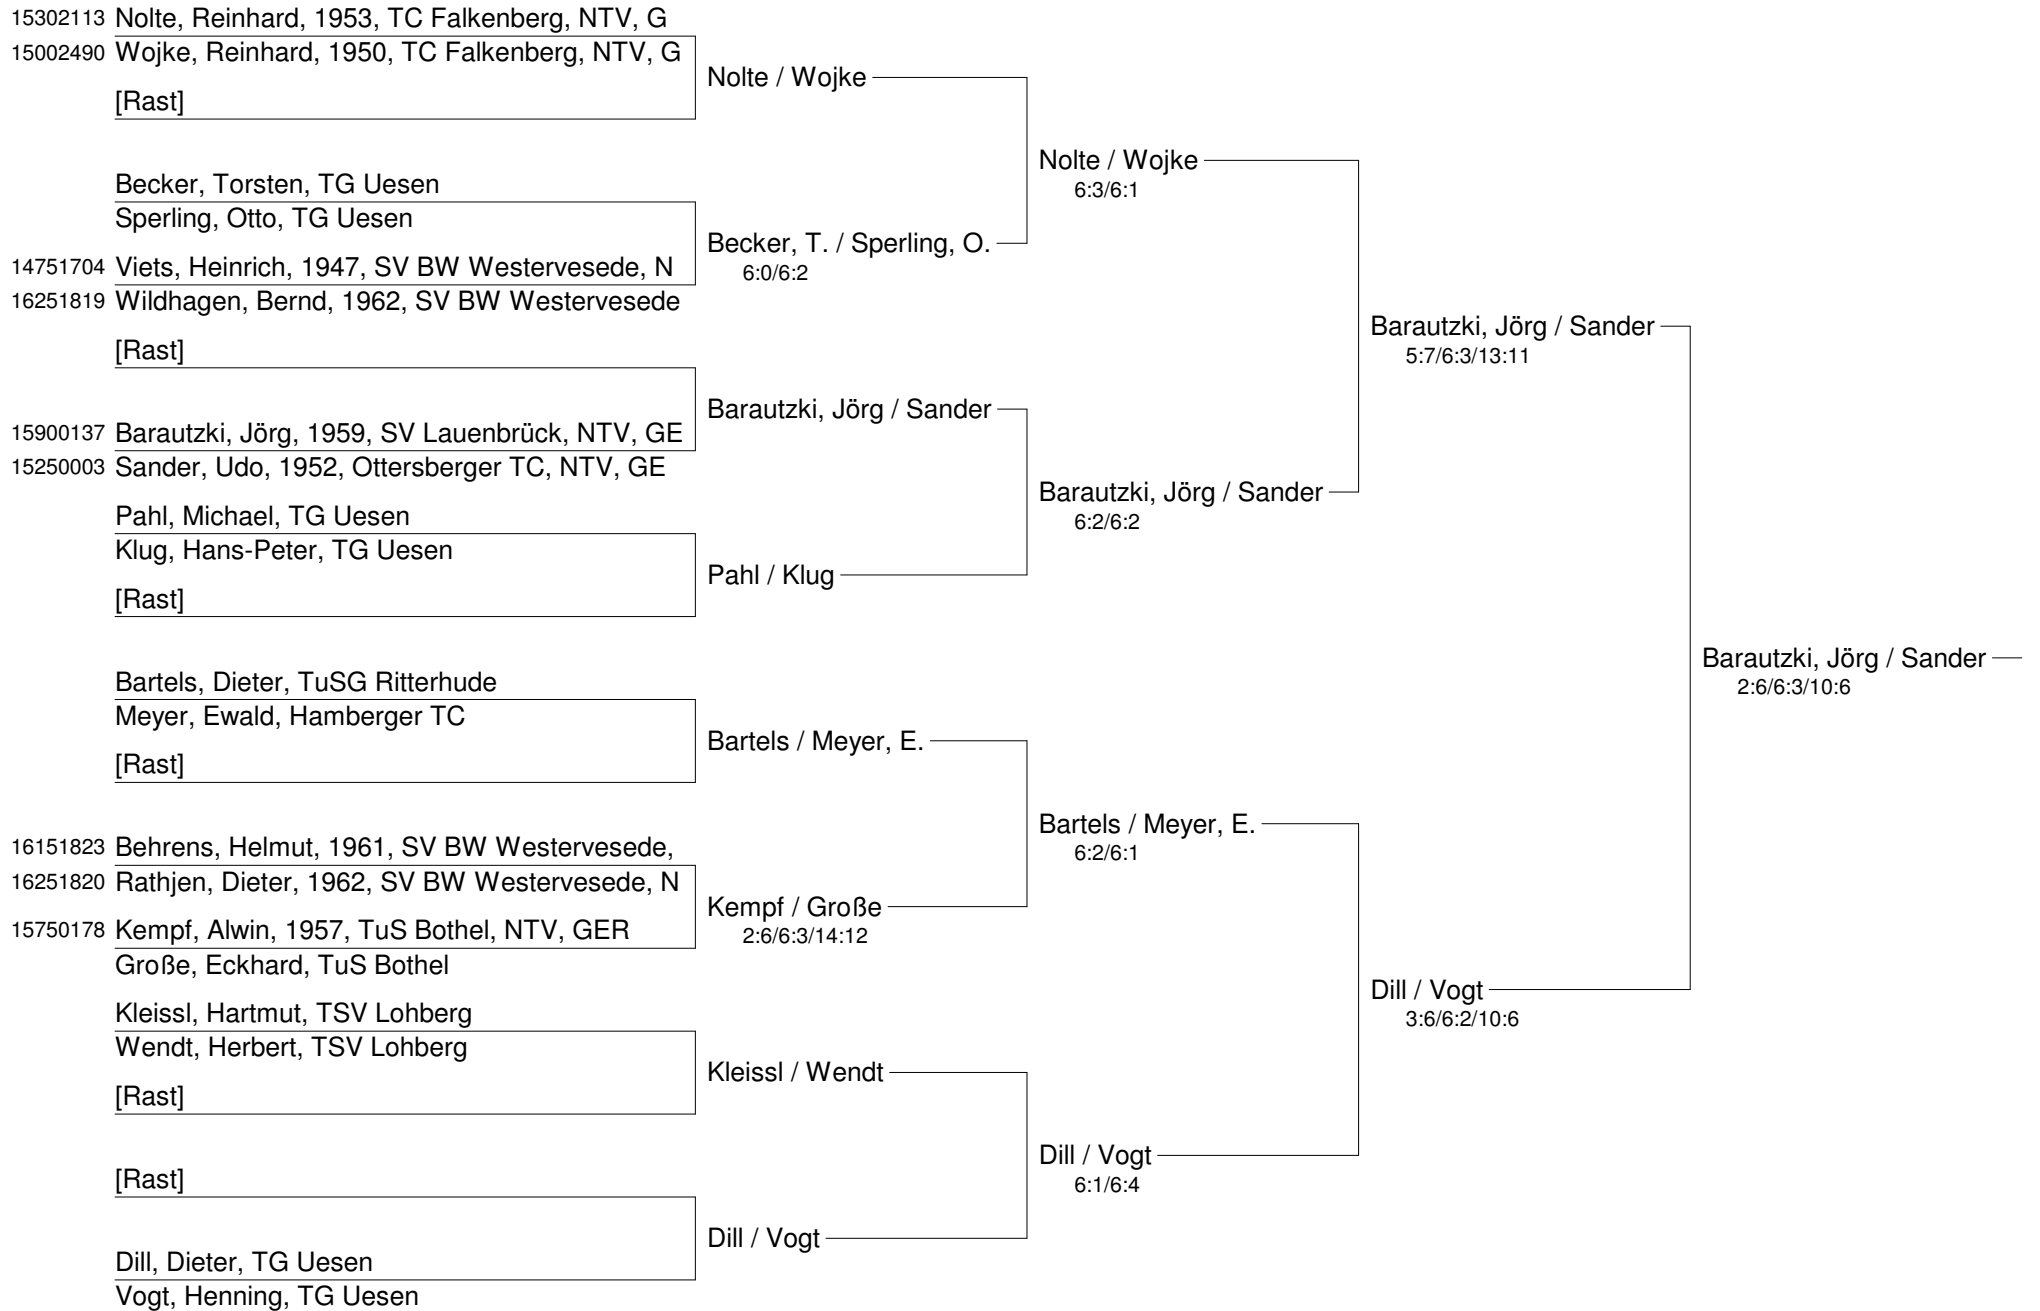 15302113 Nolte, Reinhard, 1953, TC Falkenberg, NTV, G
15002490 Wojke, Reinhard, 1950, TC Falkenberg, NTV, G
[Rast]
Becker, Torsten, TG Uesen
Sperling, Otto, TG Uesen
14751704 Viets, Heinrich, 1947, SV BW Westervesede, N
16251819 Wildhagen, Bernd, 1962, SV BW Westervesede
[Rast]
15900137 Barautzki, Jörg, 1959, SV Lauenbrück, NTV, GE
15250003 Sander, Udo, 1952, Ottersberger TC, NTV, GE
Pahl, Michael, TG Uesen
Klug, Hans-Peter, TG Uesen
[Rast]
Bartels, Dieter, TuSG Ritterhude
Meyer, Ewald, Hamberger TC
[Rast]
16151823 Behrens, Helmut, 1961, SV BW Westervesede,
16251820 Rathjen, Dieter, 1962, SV BW Westervesede, N
15750178 Kempf, Alwin, 1957, TuS Bothel, NTV, GER
Große, Eckhard, TuS Bothel
Kleissl, Hartmut, TSV Lohberg
Wendt, Herbert, TSV Lohberg
[Rast]
[Rast]
Dill, Dieter, TG Uesen
Vogt, Henning, TG Uesen
Nolte / Wojke
Becker, T. / Sperling, O.
6:0/6:2
Barautzki, Jörg / Sander
Pahl / Klug
Bartels / Meyer, E.
Kempf / Große
2:6/6:3/14:12
Kleissl / Wendt
Dill / Vogt
Nolte / Wojke
6:3/6:1
Barautzki, Jörg / Sander
6:2/6:2
Bartels / Meyer, E.
6:2/6:1
Dill / Vogt
6:1/6:4
Barautzki, Jörg / Sander
5:7/6:3/13:11
Dill / Vogt
3:6/6:2/10:6
Barautzki, Jörg / Sander
2:6/6:3/10:6